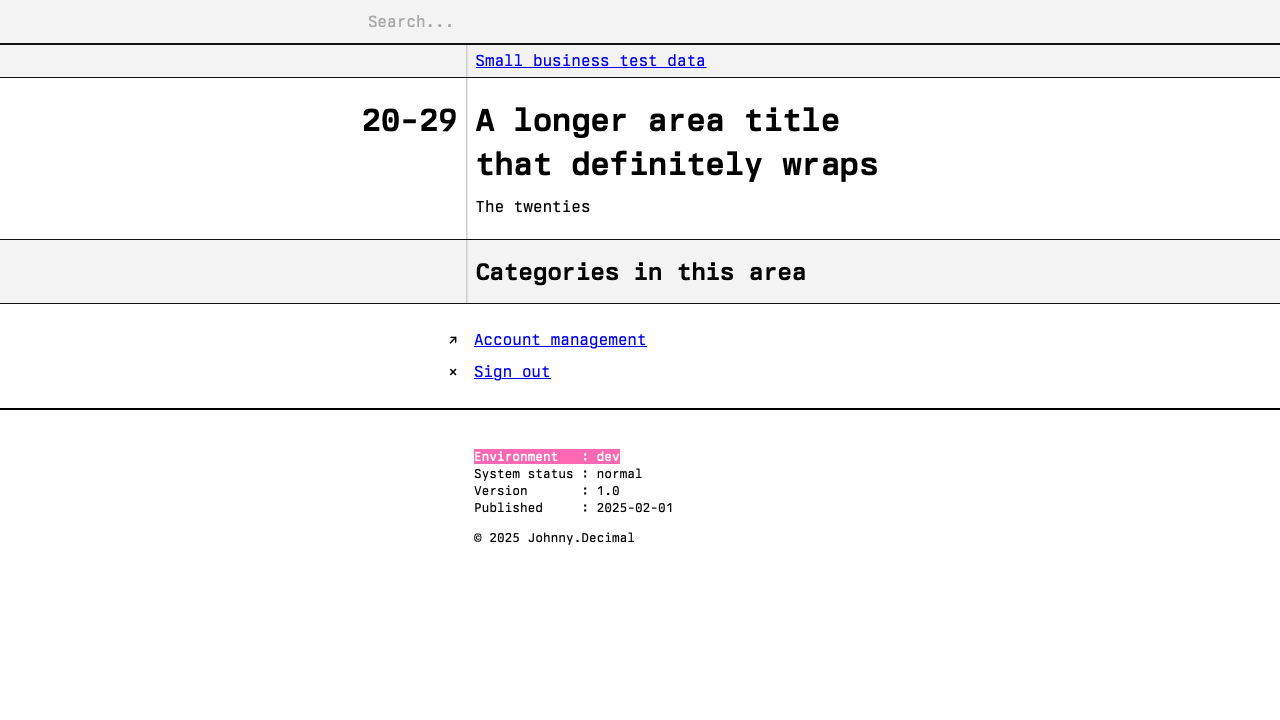 Search...
Small business test data
20-29 A longer area title
that definitely wraps
The twenties
Categories in this area
↗ Account management
× Sign out
Environment   : dev
System status : normal
Version       : 1.0
Published     : 2025-02-01
© 2025 Johnny.Decimal